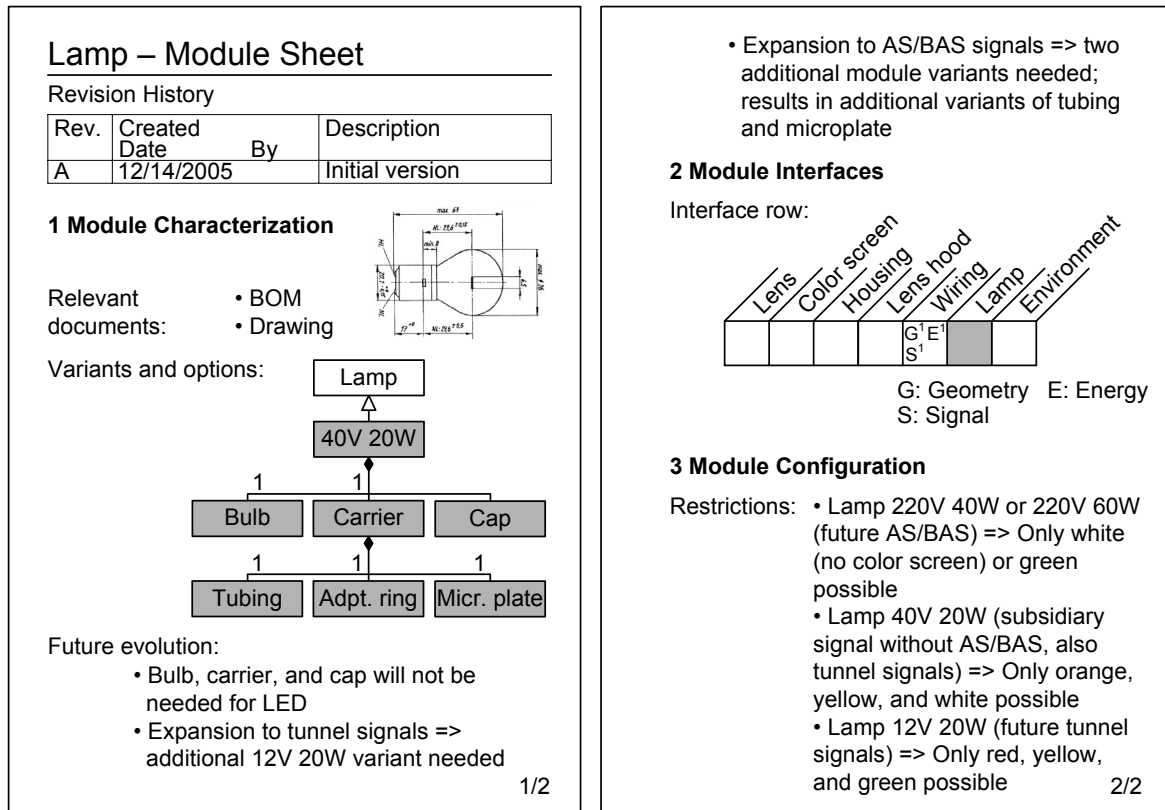 Lamp – Module Sheet
Revision History
Rev. Created Date By Description
A 12/14/2005 Initial version
1 Module Characterization
max. 61
min. 8
Relevant documents:
• BOM
• Drawing
Variants and options:
Lamp
40V 20W
1 1
Bulb Carrier Cap
1 1 1
Tubing Adpt. ring Micr. plate
Future evolution:
• Bulb, carrier, and cap will not be
needed for LED
• Expansion to tunnel signals =>
additional 12V 20W variant needed
1/2
• Expansion to AS/BAS signals => two
additional module variants needed;
results in additional variants of tubing
and microplate
2 Module Interfaces
Interface row:
Lens
Color screen
Housing
Lens hood
Wiring
Lamp
Environment
G¹ E¹
S¹
G: Geometry E: Energy
S: Signal
3 Module Configuration
Restrictions: • Lamp 220V 40W or 220V 60W
(future AS/BAS) => Only white
(no color screen) or green
possible
• Lamp 40V 20W (subsidiary
signal without AS/BAS, also
tunnel signals) => Only orange,
yellow, and white possible
• Lamp 12V 20W (future tunnel
signals) => Only red, yellow,
and green possible
2/2